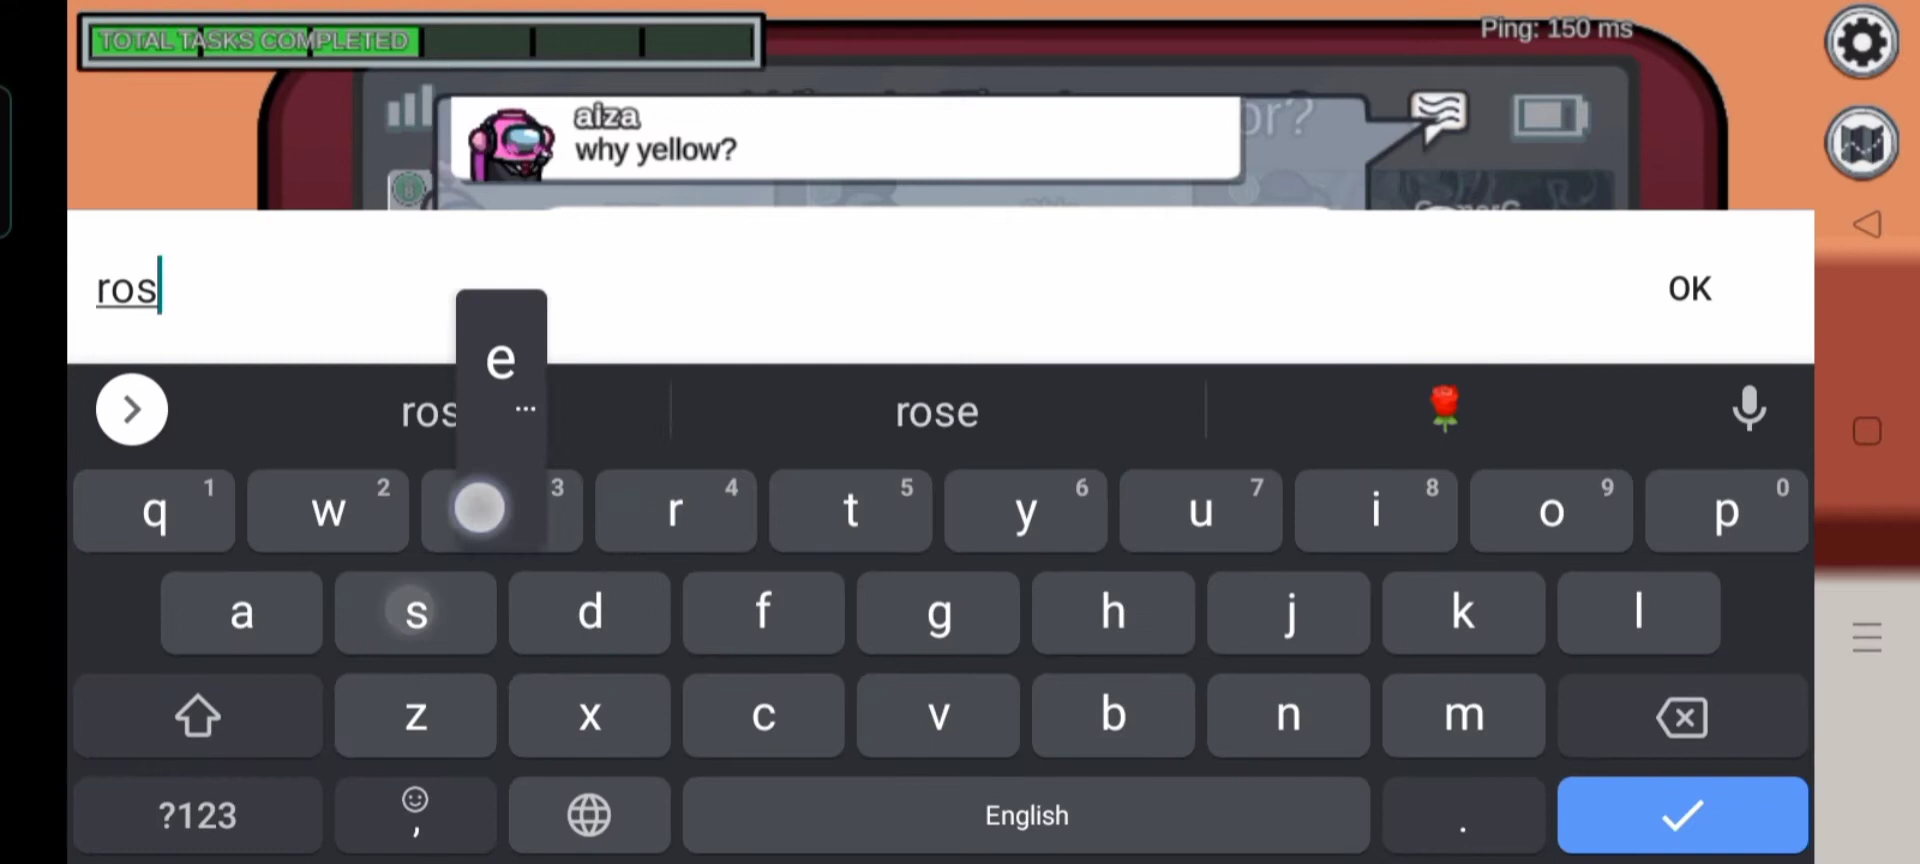 TOTAL TASKS COMPLETED
Ping: 150 ms
or?
aiza
why yellow?
ros
OK
e
...
ros
rose
q 1 w 2 3 r 4 t 5 y 6 u 7 i 8 o 9 p 0
a s d f g h j k l
z x c v b n m
?123 , English .